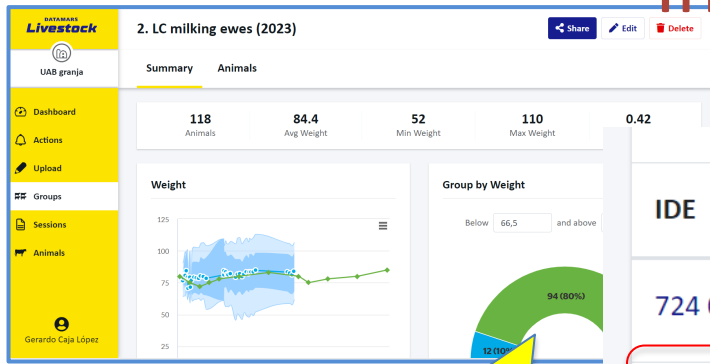 DATAMARS
Livestock
UAB granja
Dashboard
Actions
Upload
Groups
Sessions
Animals
Gerardo Caja López
2. LC milking ewes (2023)
Share
Edit
Delete
Summary
Animals
118
Animals
84.4
Avg Weight
52
Min Weight
110
Max Weight
0.42
Weight
125
100
75
50
25
Group by Weight
Below 66,5 and above
94 (80%)
12 (10%
IDE
724